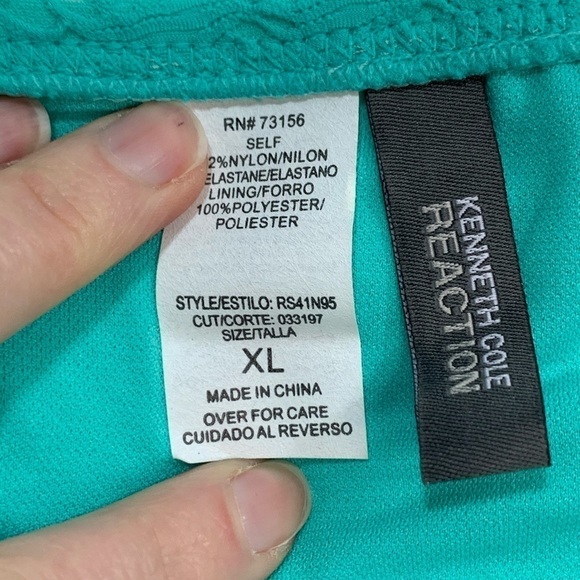 RN# 73156
SELF
2%NYLON/NILON
ELASTANE/ELASTANO
LINING/FORRO
100%POLYESTER/
POLIESTER
STYLE/ESTILO: RS41N95
CUT/CORTE: 033197
SIZE/TALLA
XL
MADE IN CHINA
OVER FOR CARE
CUIDADO AL REVERSO
KENNETH COLE
REACTION